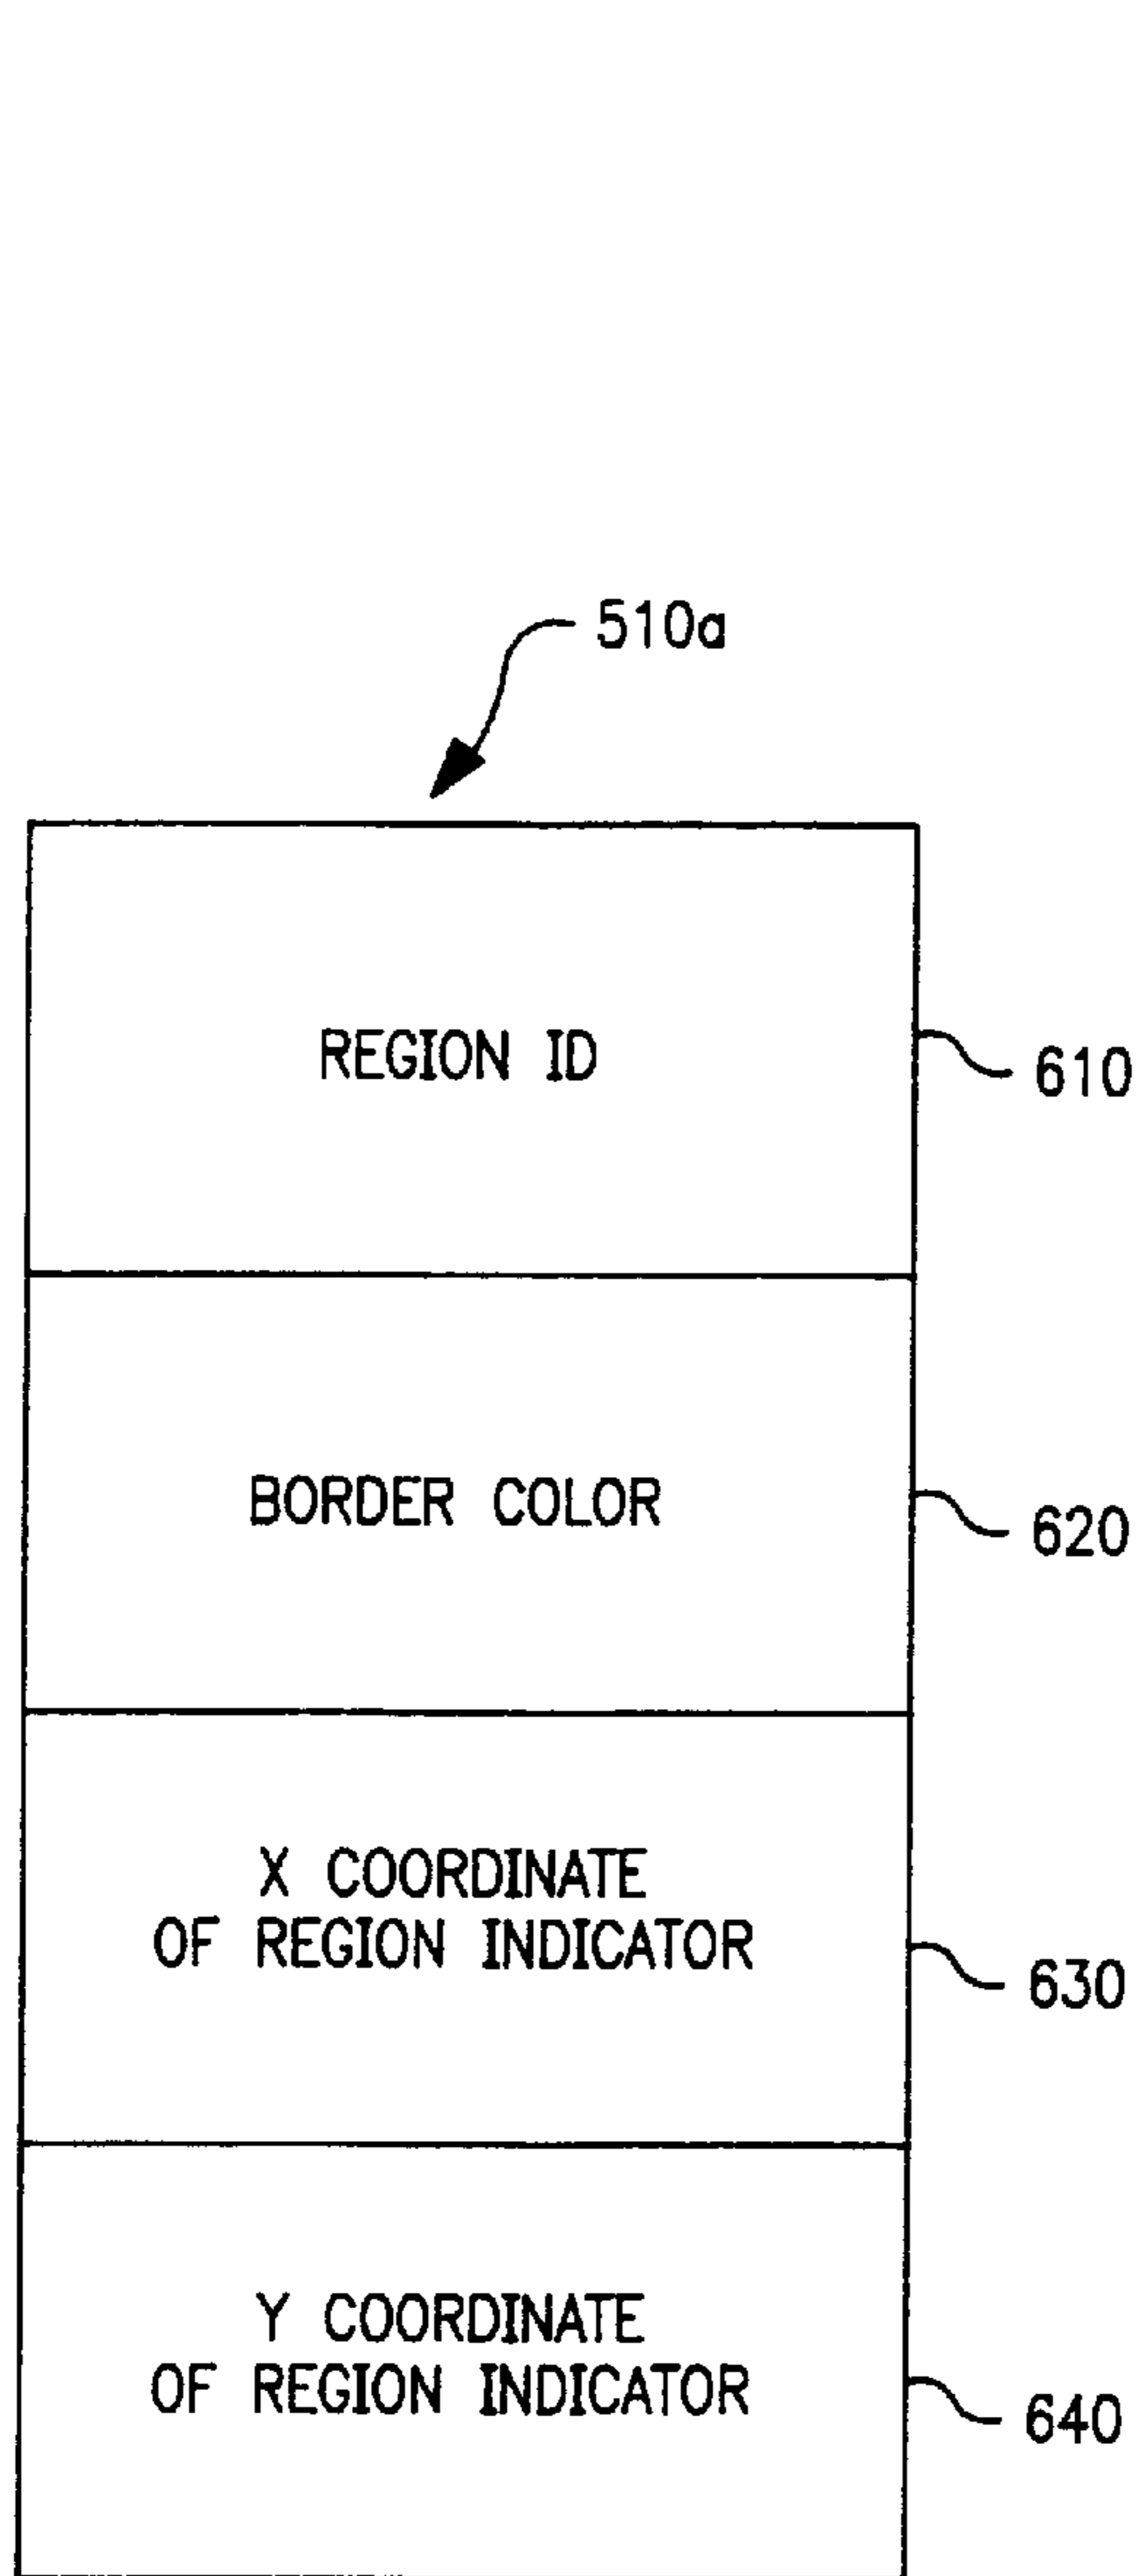 510a
REGION ID
610
BORDER COLOR
620
X COORDINATE
OF REGION INDICATOR
630
Y COORDINATE
OF REGION INDICATOR
640